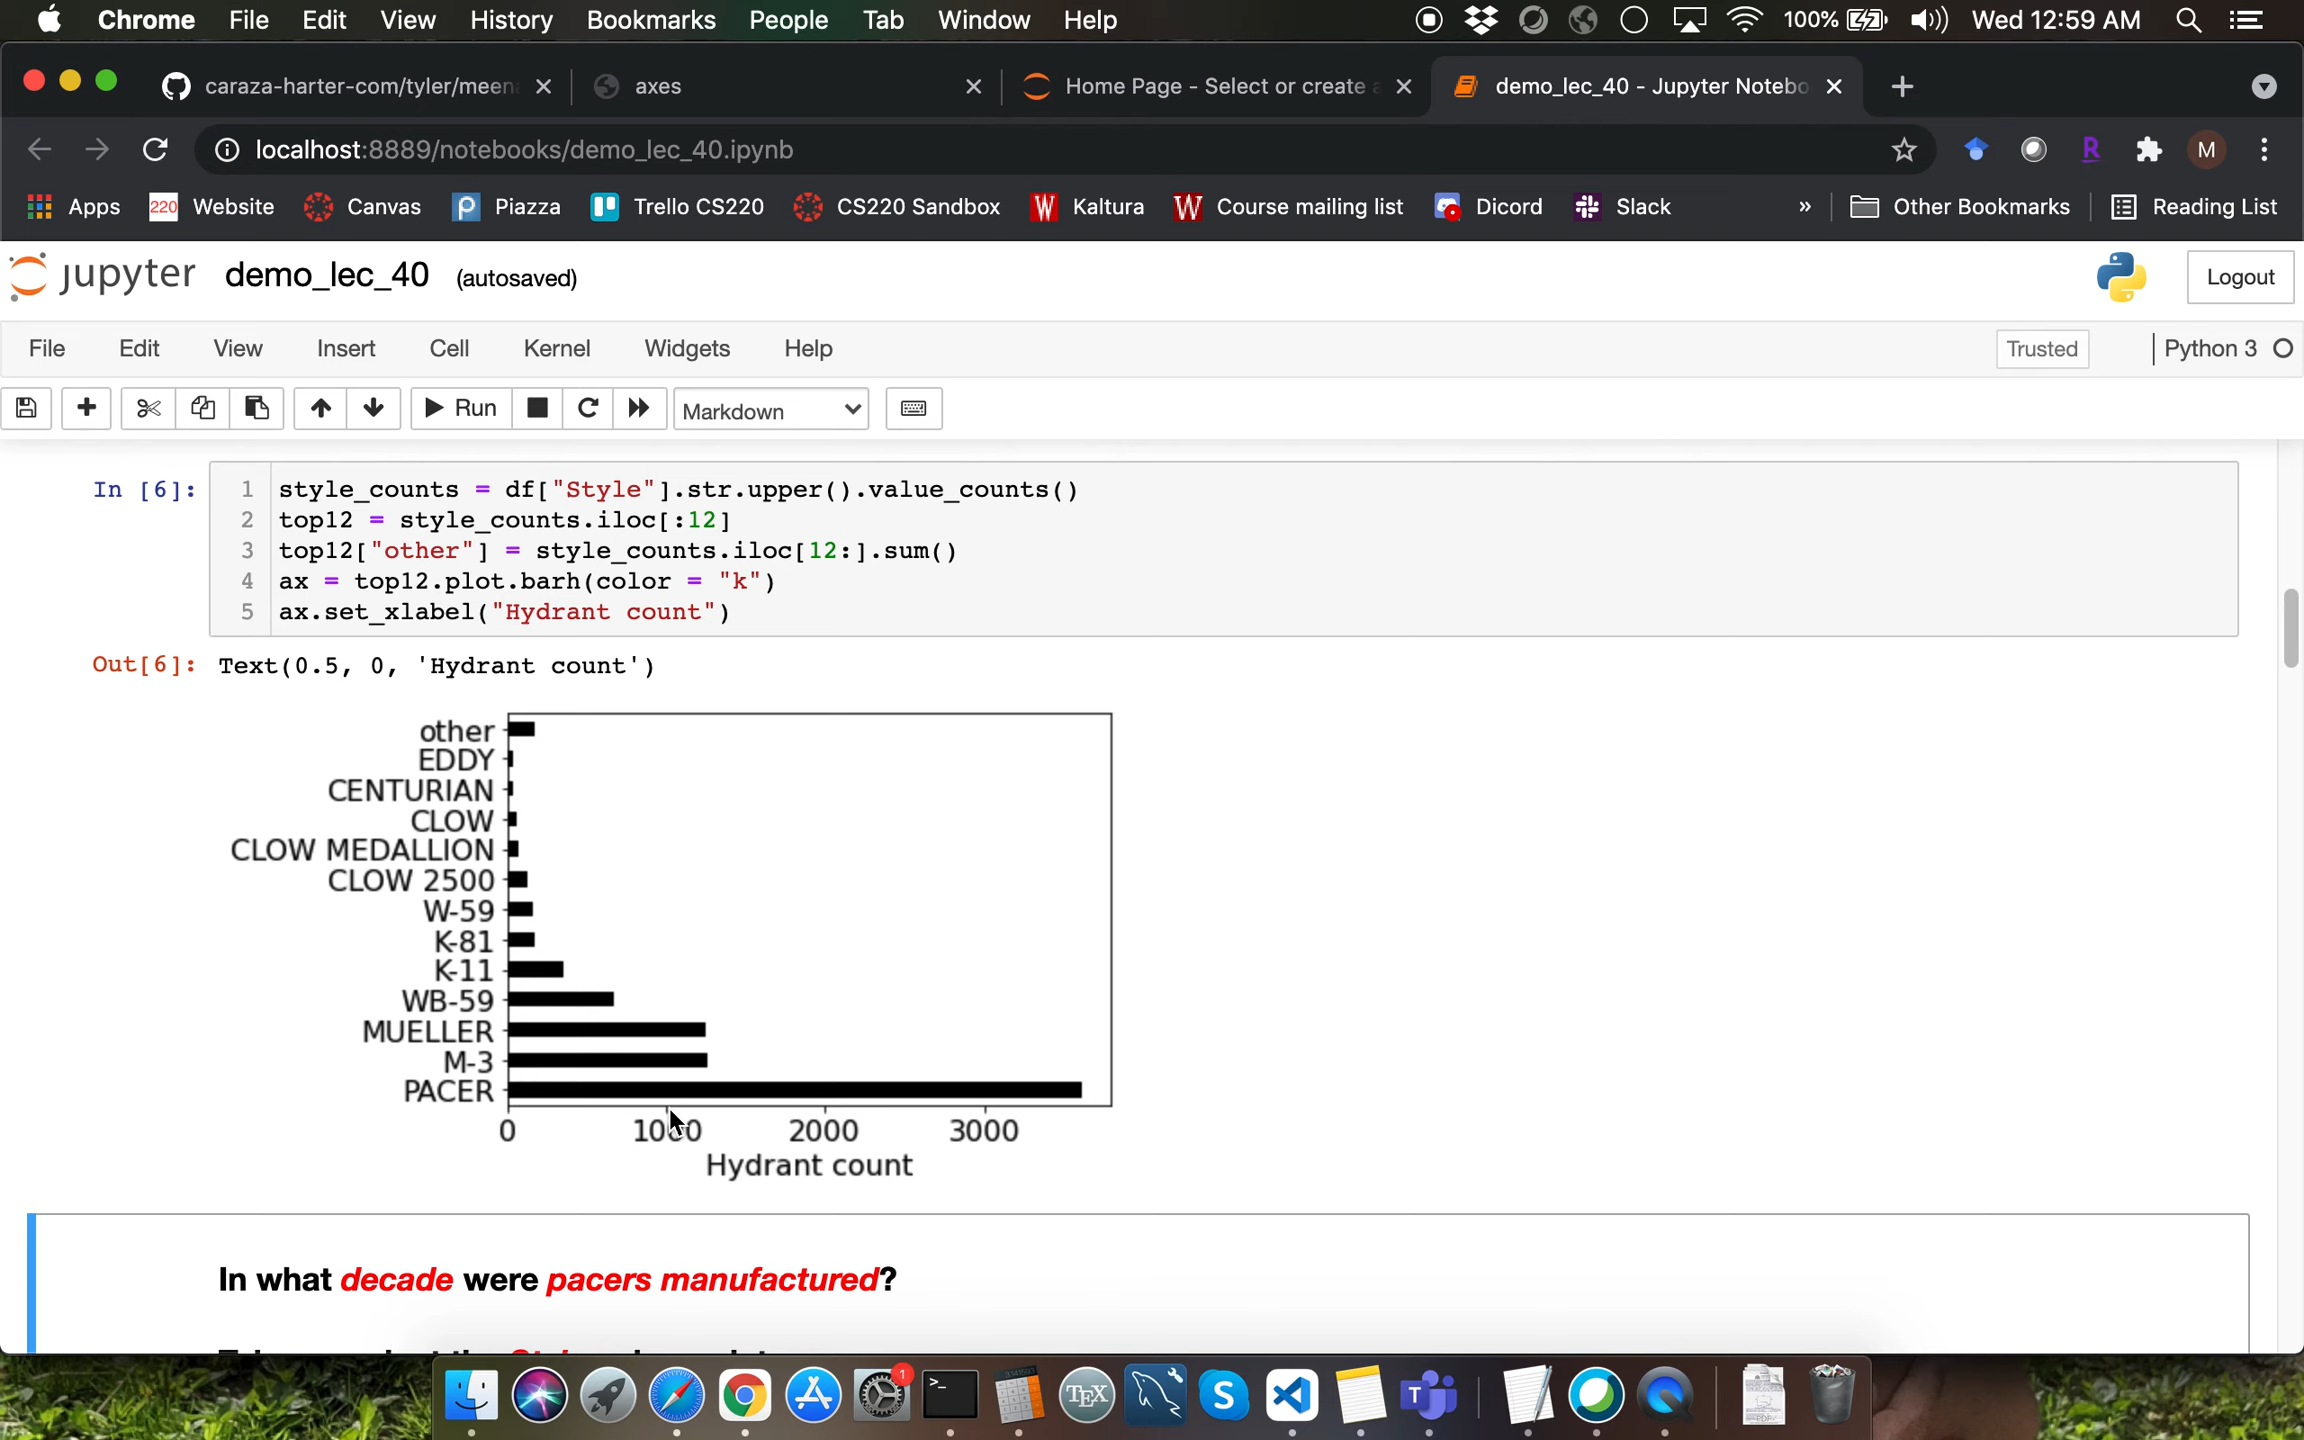 Chrome File Edit View History Bookmarks People Tab Window Help 100% Wed 12:59 AM
caraza-harter-com/tyler/meen axes Home Page - Select or create a demo_lec_40 - Jupyter Notebo
localhost:8889/notebooks/demo_lec_40.ipynb M
Apps 220 Website Canvas Piazza Trello CS220 CS220 Sandbox Kaltura Course mailing list Dicord Slack » Other Bookmarks Reading List
jupyter demo_lec_40 (autosaved) Logout
File Edit View Insert Cell Kernel Widgets Help Trusted Python 3
Run Markdown
In [6]: 1 style_counts = df["Style"].str.upper().value_counts()
2 top12 = style_counts.iloc[:12]
3 top12["other"] = style_counts.iloc[12:].sum()
4 ax = top12.plot.barh(color = "k")
5 ax.set_xlabel("Hydrant count")
Out[6]: Text(0.5, 0, 'Hydrant count')
other
EDDY
CENTURIAN
CLOW
CLOW MEDALLION
CLOW 2500
W-59
K-81
K-11
WB-59
MUELLER
M-3
PACER
0 1000 2000 3000
Hydrant count
In what decade were pacers manufactured?
1
TEX S T